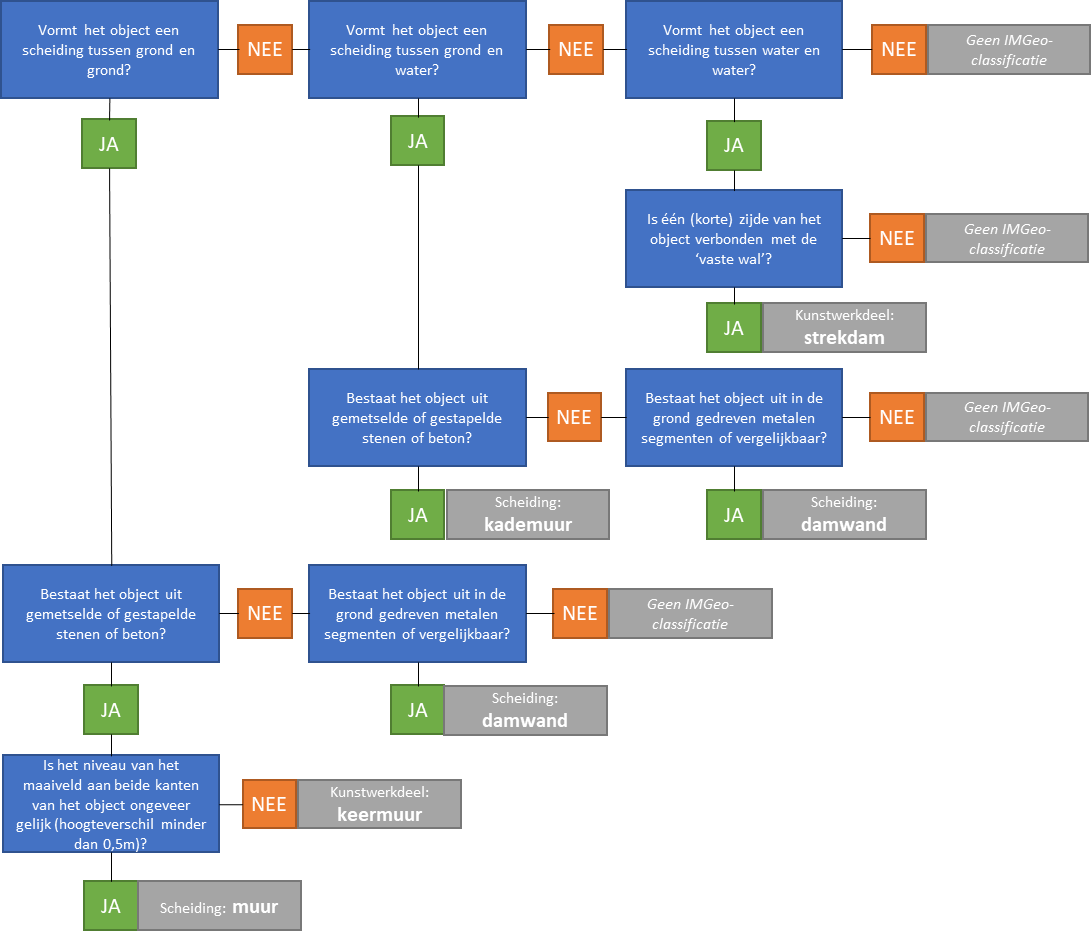 Vormt het object een
scheiding tussen grond en
grond?
NEE
Vormt het object een
scheiding tussen grond en
water?
NEE
Vormt het object een
scheiding tussen water en
water?
NEE
Geen IMGeo-
classificatie
JA
JA
JA
Is één (korte) zijde van het
object verbonden met de
‘vaste wal’?
NEE
Geen IMGeo-
classificatie
JA
Kunstwerkdeel:
strekdam
Bestaat het object uit
gemetselde of gestapelde
stenen of beton?
NEE
Bestaat het object uit in de
grond gedreven metalen
segmenten of vergelijkbaar?
NEE
Geen IMGeo-
classificatie
JA
Scheiding:
kademuur
JA
Scheiding:
damwand
Bestaat het object uit
gemetselde of gestapelde
stenen of beton?
NEE
Bestaat het object uit in de
grond gedreven metalen
segmenten of vergelijkbaar?
NEE
Geen IMGeo-
classificatie
JA
JA
Scheiding:
damwand
Is het niveau van het
maaiveld aan beide kanten
van het object ongeveer
gelijk (hoogteverschil minder
dan 0,5m)?
NEE
Kunstwerkdeel:
keermuur
JA
Scheiding: muur